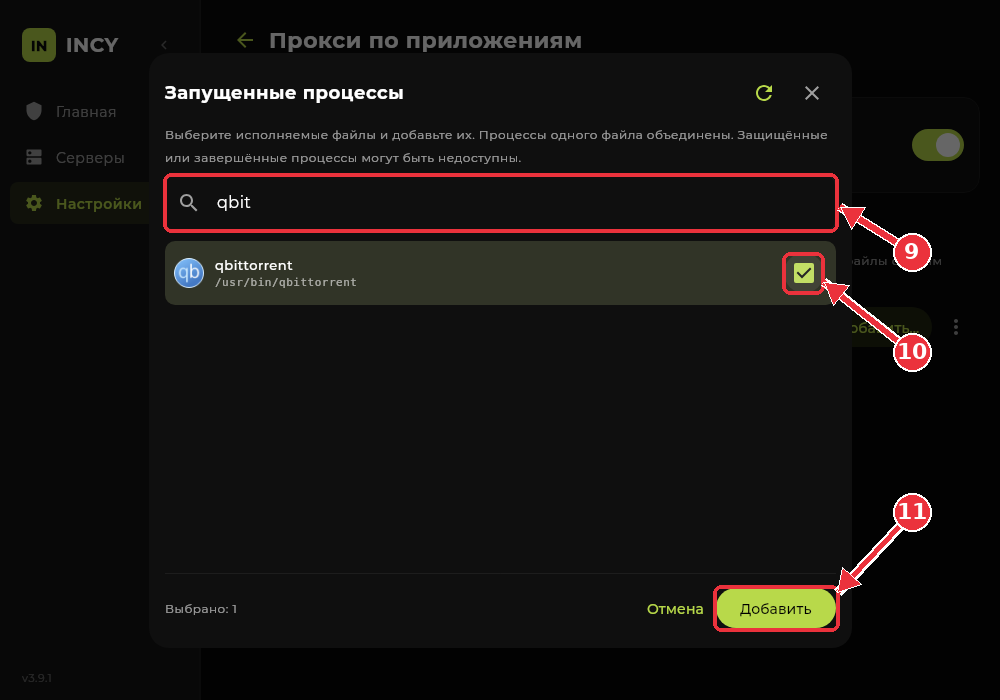 IN INCY
Прокси по приложениям
Главная
Серверы
Настройки
Запущенные процессы
Выберите исполняемые файлы и добавьте их. Процессы одного файла объединены. Защищённые
или завершённые процессы могут быть недоступны.
qbit
9
qb
qbittorrent
/usr/bin/qbittorrent
10
11
Выбрано: 1
Отмена
Добавить
v3.9.1